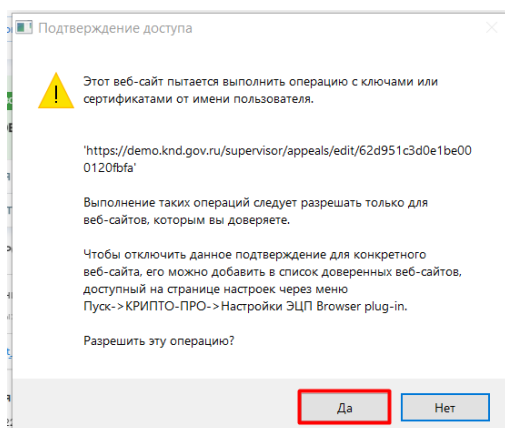 Подтверждение доступа
Этот веб-сайт пытается выполнить операцию с ключами или
сертификатами от имени пользователя.
'https://demo.knd.gov.ru/supervisor/appeals/edit/62d951c3d0e1be00
0120fbfa'
Выполнение таких операций следует разрешать только для
веб-сайтов, которым вы доверяете.
Чтобы отключить данное подтверждение для конкретного
веб-сайта, его можно добавить в список доверенных веб-сайтов,
доступный на странице настроек через меню
Пуск->КРИПТО-ПРО->Настройки ЭЦП Browser plug-in.
Разрешить эту операцию?
Да
Нет